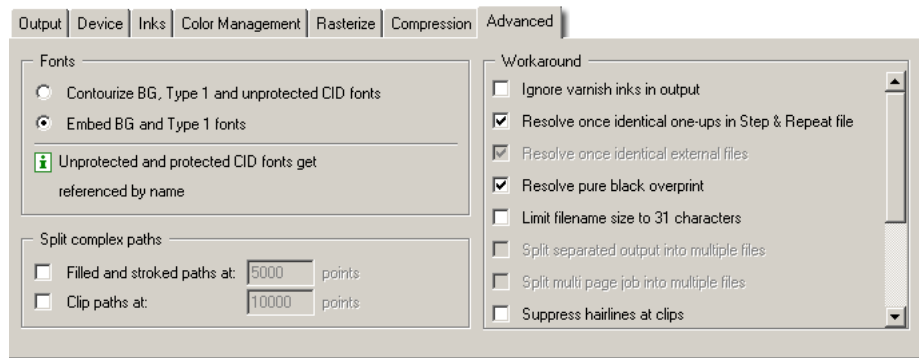 Output Device Inks Color Management Rasterize Compression Advanced
Fonts
Contourize BG, Type 1 and unprotected CID fonts
Embed BG and Type 1 fonts
Unprotected and protected CID fonts get
referenced by name
Split complex paths
Filled and stroked paths at: 5000 points
Clip paths at: 10000 points
Workaround
Ignore varnish inks in output
Resolve once identical one-ups in Step & Repeat file
Resolve once identical external files
Resolve pure black overprint
Limit filename size to 31 characters
Split separated output into multiple files
Split multi page job into multiple files
Suppress hairlines at clips